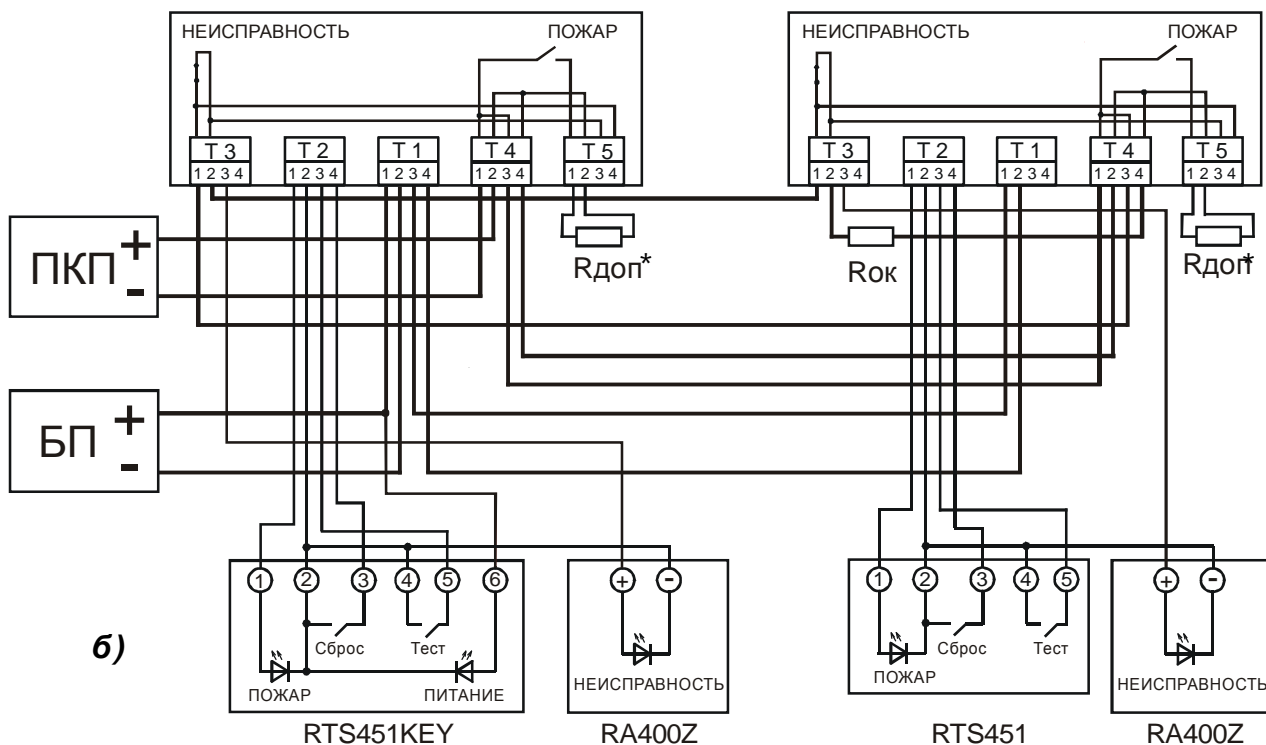 НЕИСПРАВНОСТЬ ПОЖАР НЕИСПРАВНОСТЬ ПОЖАР
Т 3 Т 2 Т 1 Т 4 Т 5 Т 3 Т 2 Т 1 Т 4 Т 5
1 2 3 4 1 2 3 4 1 2 3 4 1 2 3 4 1 2 3 4 1 2 3 4 1 2 3 4 1 2 3 4 1 2 3 4 1 2 3 4
ПКП + -
Rдоп* Rок Rдоп*
БП + -
1 2 3 4 5 6 + - 1 2 3 4 5 + -
б)
Сброс Тест Сброс Тест
ПОЖАР ПИТАНИЕ НЕИСПРАВНОСТЬ ПОЖАР НЕИСПРАВНОСТЬ
RTS451KEY RA400Z RTS451 RA400Z